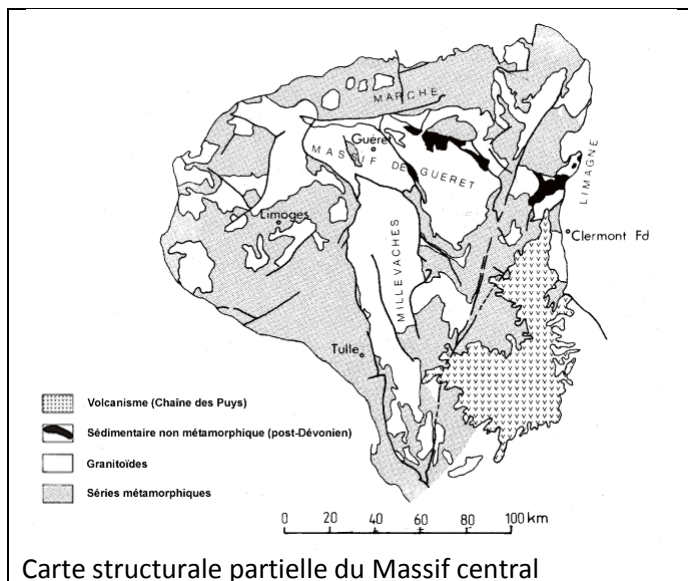 MARCHE
Guéret
MASSIF DE GUERET
LIMAGNE
Limoges
Clermont Fd
MILLEVACHES
Tulle
Volcanisme (Chaîne des Puys)
Sédimentaire non métamorphique (post-Dévonien)
Granitoïdes
Séries métamorphiques
0 20 40 60 80 100 km
Carte structurale partielle du Massif central